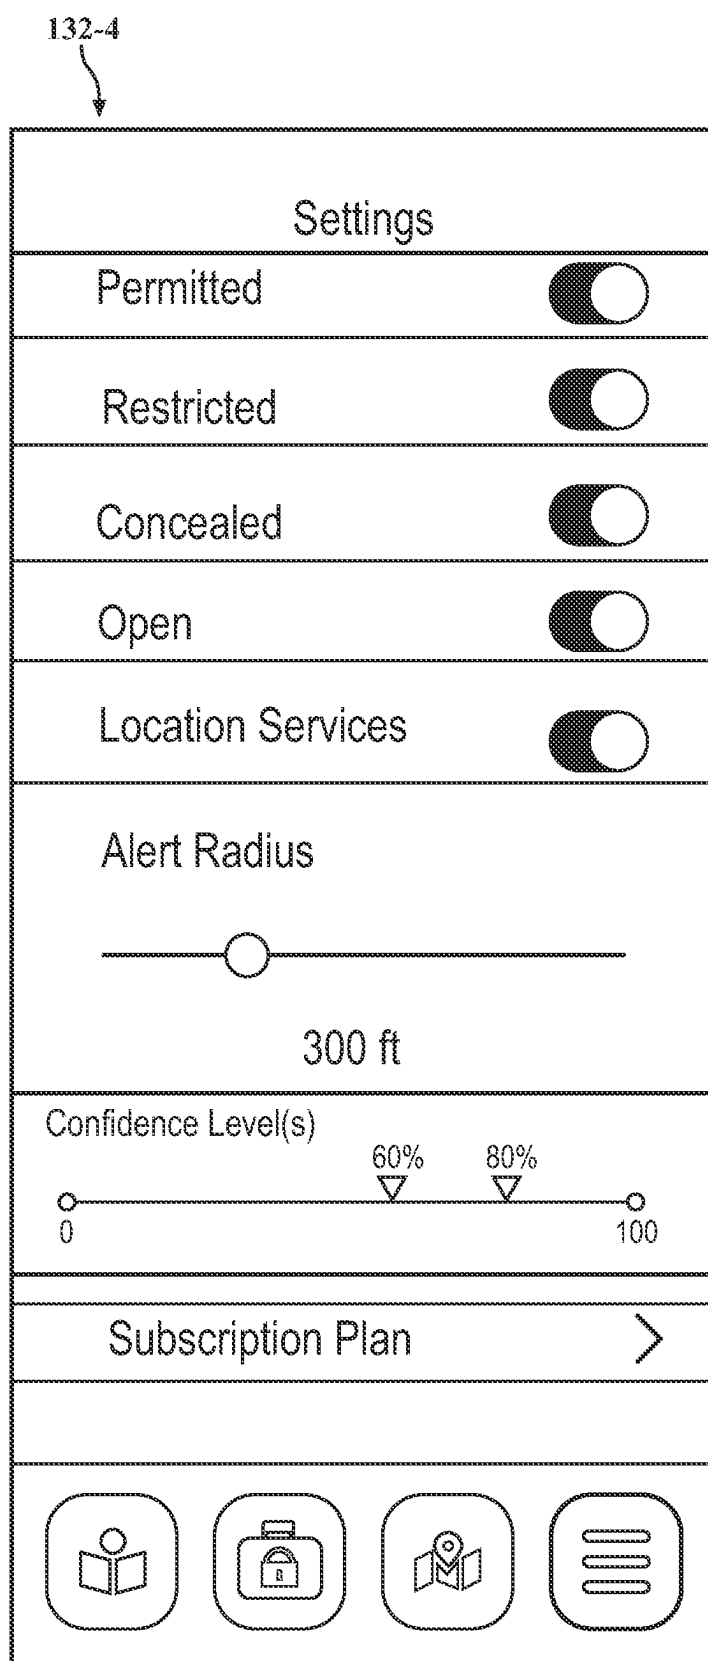 132-4
Settings
Permitted
Restricted
Concealed
Open
Location Services
Alert Radius
300 ft
Confidence Level(s)
60% 80%
0 100
Subscription Plan